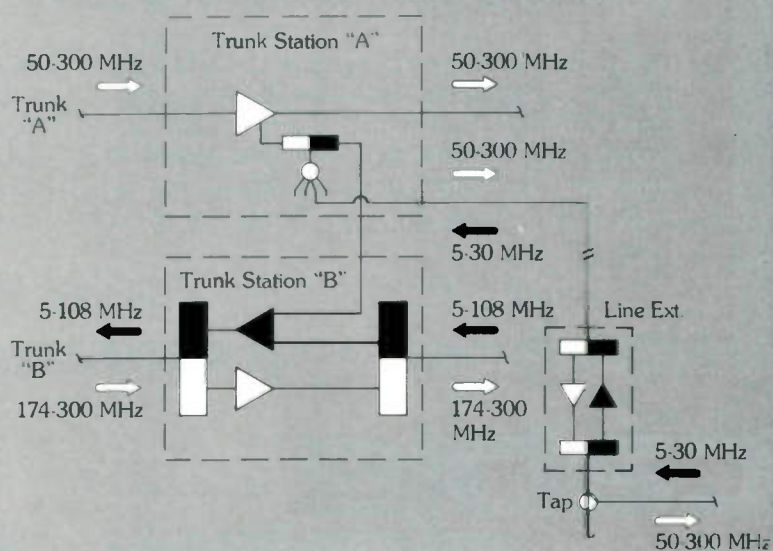 Trunk Station "A"
50-300 MHz
50-300 MHz
Trunk
"A"
50-300 MHz
5-30 MHz
Trunk Station "B"
5-108 MHz
5-108 MHz
Line Ext.
Trunk
"B"
174-300 MHz
174-300
MHz
5-30 MHz
Tap
50-300 MHz